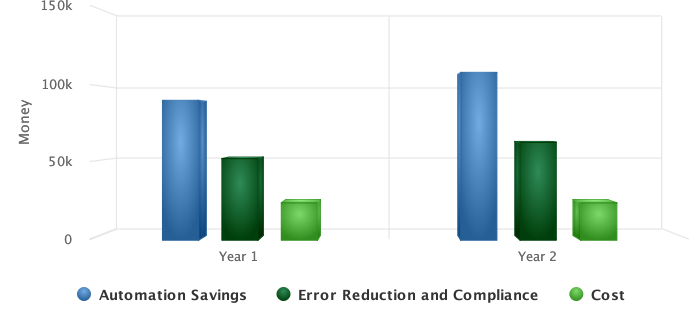 150k
100k
50k
0
Money
Year 1
Year 2
Automation Savings
Error Reduction and Compliance
Cost